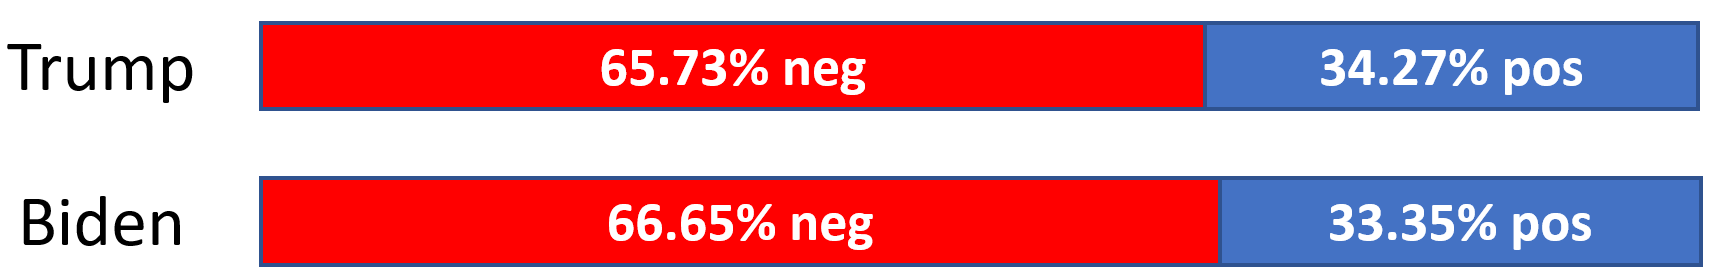 Trump 65.73% neg 34.27% pos
Biden 66.65% neg 33.35% pos